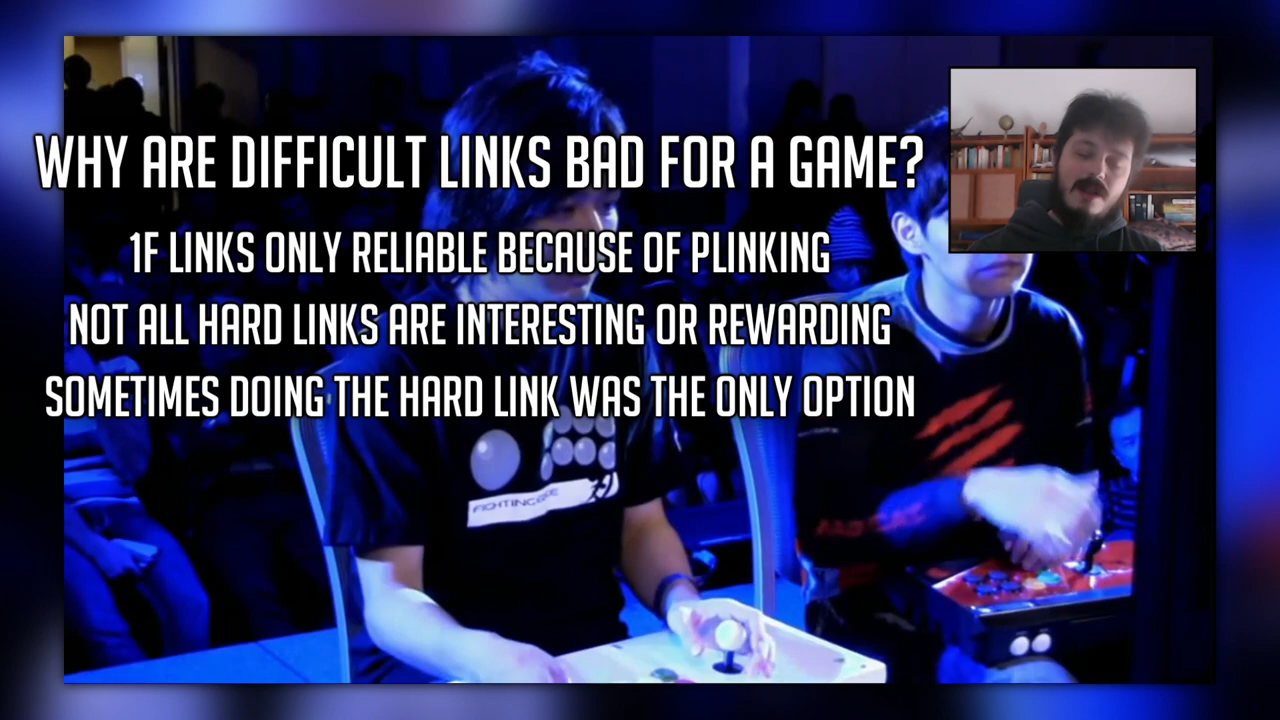 WHY ARE DIFFICULT LINKS BAD FOR A GAME?
1F LINKS ONLY RELIABLE BECAUSE OF PLINKING
NOT ALL HARD LINKS ARE INTERESTING OR REWARDING
SOMETIMES DOING THE HARD LINK WAS THE ONLY OPTION